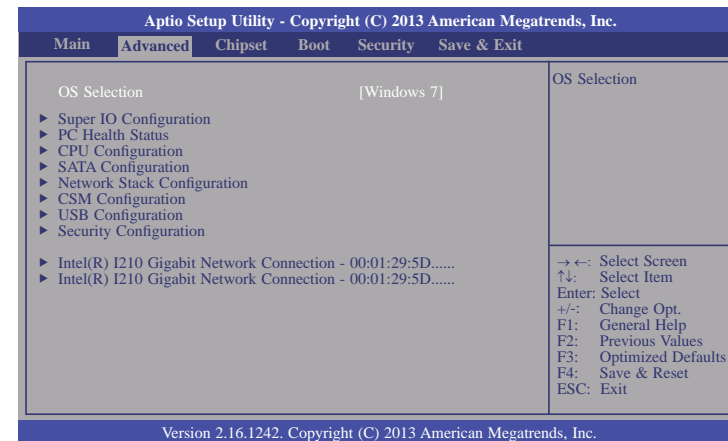 Aptio Setup Utility - Copyright (C) 2013 American Megatrends, Inc.
Main Advanced Chipset Boot Security Save & Exit
OS Selection [Windows 7]
► Super IO Configuration
► PC Health Status
► CPU Configuration
► SATA Configuration
► Network Stack Configuration
► CSM Configuration
► USB Configuration
► Security Configuration
► Intel(R) I210 Gigabit Network Connection - 00:01:29:5D......
► Intel(R) I210 Gigabit Network Connection - 00:01:29:5D......
OS Selection
→←: Select Screen
↑↓: Select Item
Enter: Select
+/-: Change Opt.
F1: General Help
F2: Previous Values
F3: Optimized Defaults
F4: Save & Reset
ESC: Exit
Version 2.16.1242. Copyright (C) 2013 American Megatrends, Inc.